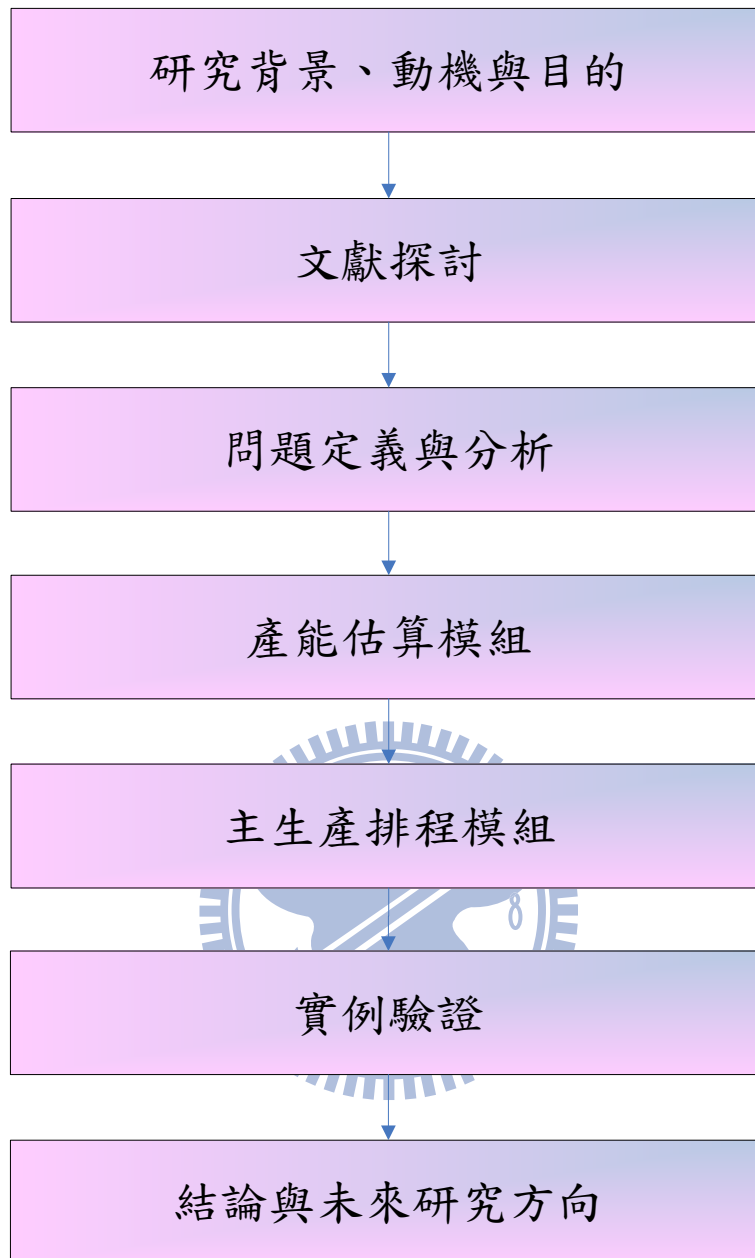 研究背景、動機與目的
文獻探討
問題定義與分析
產能估算模組
主生產排程模組
8
實例驗證
結論與未來研究方向